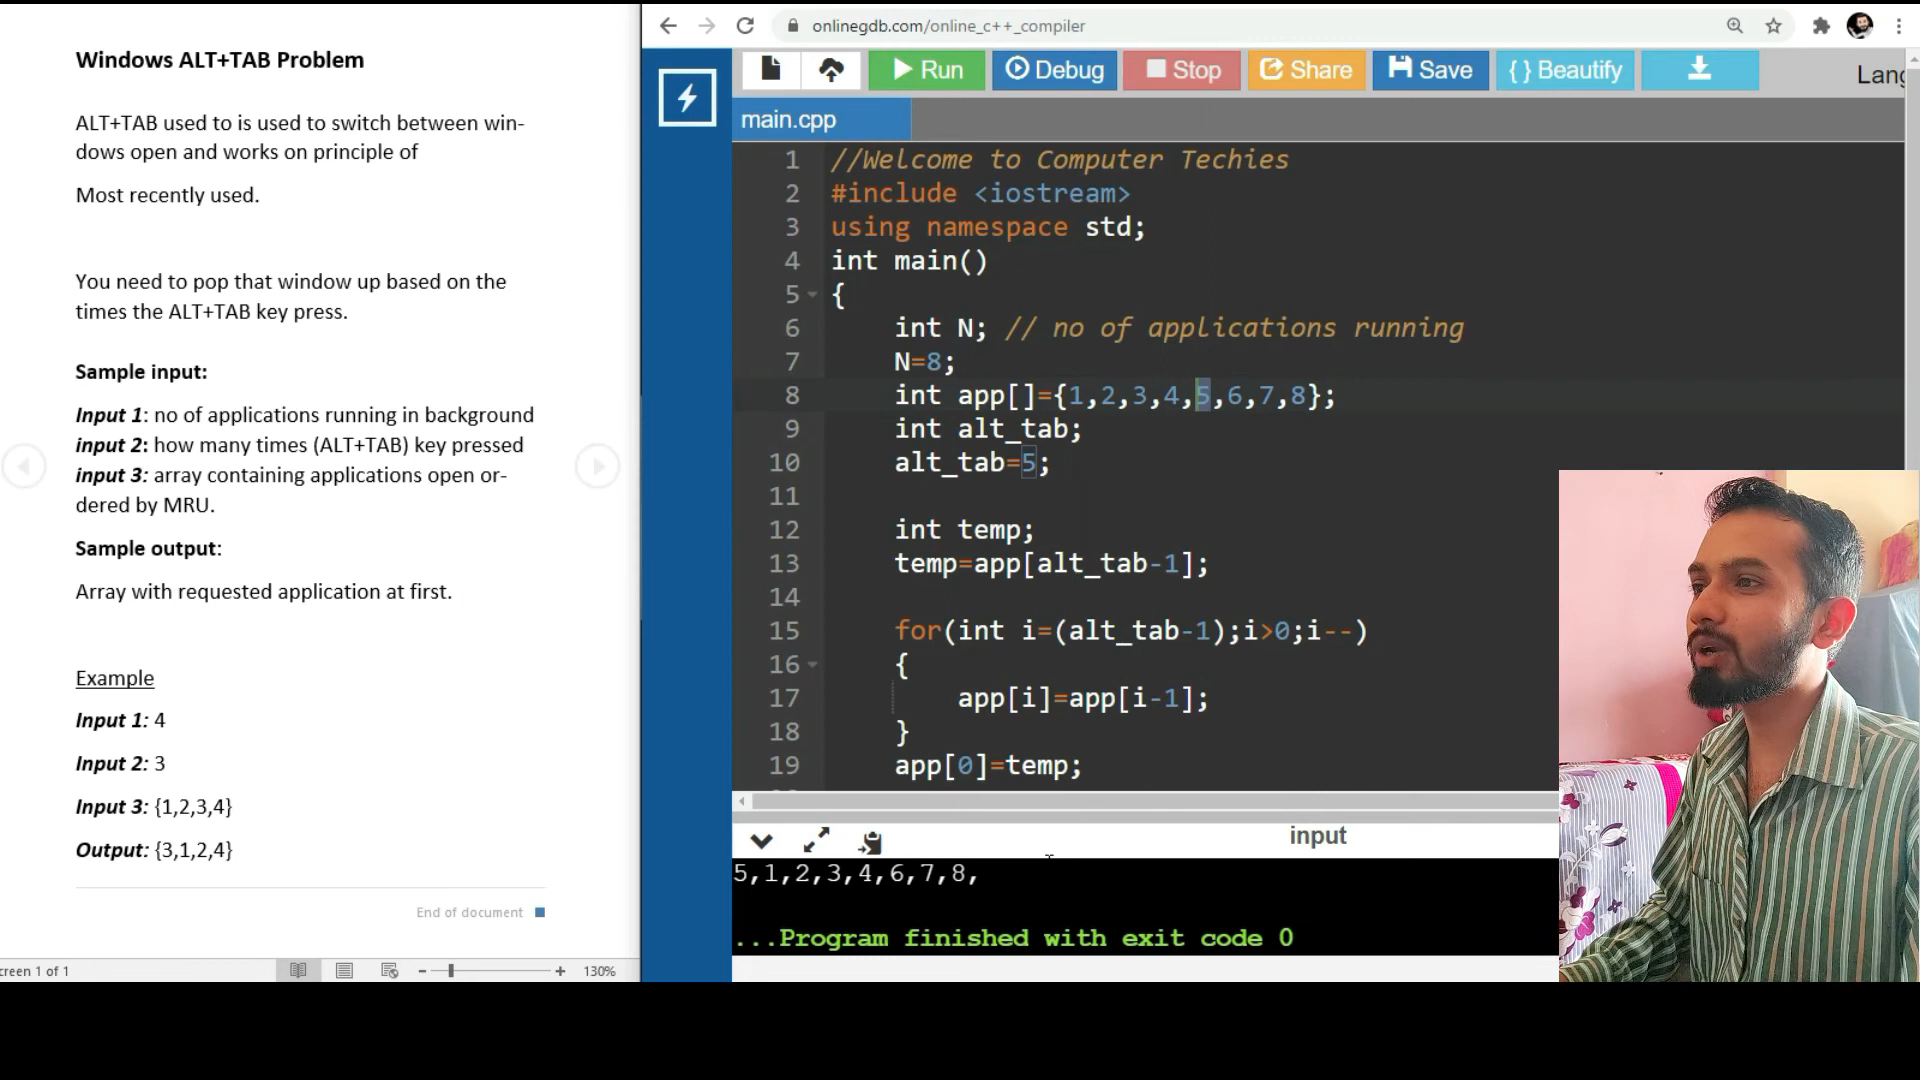 Windows ALT+TAB Problem
ALT+TAB used to is used to switch between win-
dows open and works on principle of
Most recently used.
You need to pop that window up based on the
times the ALT+TAB key press.
Sample input:
Input 1: no of applications running in background
input 2: how many times (ALT+TAB) key pressed
input 3: array containing applications open or-
dered by MRU.
Sample output:
Array with requested application at first.
Example
Input 1: 4
Input 2: 3
Input 3: {1,2,3,4}
Output: {3,1,2,4}
End of document
creen 1 of 1
130%
onlinegdb.com/online_c++_compiler
Run
Debug
Stop
Share
Save
{ } Beautify
Lang
main.cpp
1 //Welcome to Computer Techies
2 #include <iostream>
3 using namespace std;
4 int main()
5 {
6 int N; // no of applications running
7 N=8;
8 int app[]={1,2,3,4,5,6,7,8};
9 int alt_tab;
10 alt_tab=5;
11
12 int temp;
13 temp=app[alt_tab-1];
14
15 for(int i=(alt_tab-1);i>0;i--)
16 {
17 app[i]=app[i-1];
18 }
19 app[0]=temp;
input
5,1,2,3,4,6,7,8,
...Program finished with exit code 0